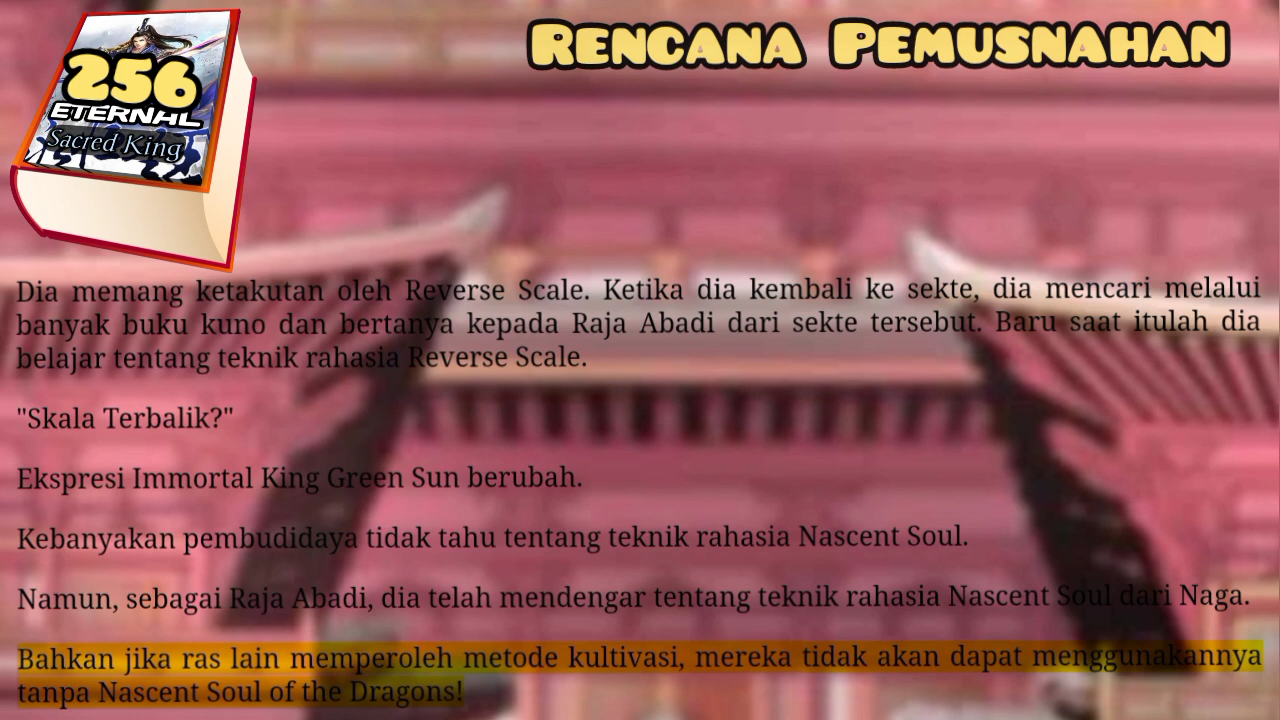 256
ETERNAL
Sacred King
Rencana Pemusnahan
Dia memang ketakutan oleh Reverse Scale. Ketika dia kembali ke sekte, dia mencari melalui
banyak buku kuno dan bertanya kepada Raja Abadi dari sekte tersebut. Baru saat itulah dia
belajar tentang teknik rahasia Reverse Scale.
"Skala Terbalik?"
Ekspresi Immortal King Green Sun berubah.
Kebanyakan pembudidaya tidak tahu tentang teknik rahasia Nascent Soul.
Namun, sebagai Raja Abadi, dia telah mendengar tentang teknik rahasia Nascent Soul dari Naga.
Bahkan jika ras lain memperoleh metode kultivasi, mereka tidak akan dapat menggunakannya
tanpa Nascent Soul of the Dragons!